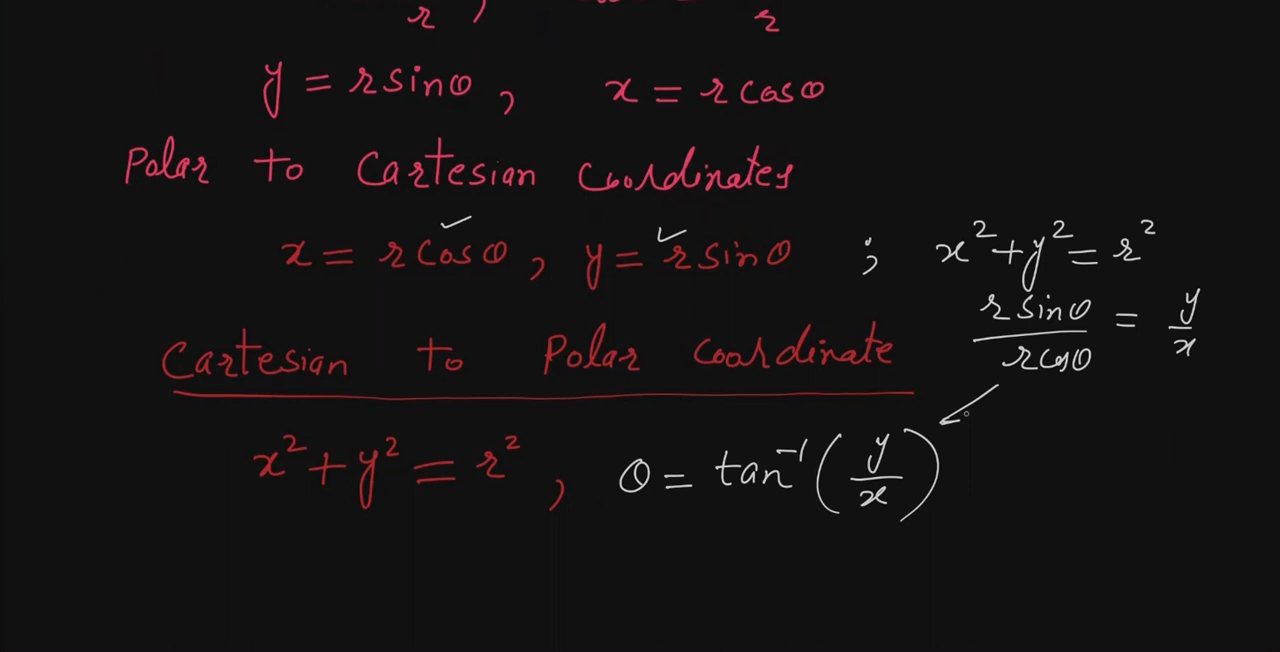 r , r
y = r sinθ , x = r cosθ
Polar to Cartesian Coordinates
x = r cosθ , y = r sinθ ; x² + y² = r²
r sinθ / r cosθ = y/x
Cartesian to Polar coordinate
x² + y² = r² , θ = tan⁻¹(y/x)